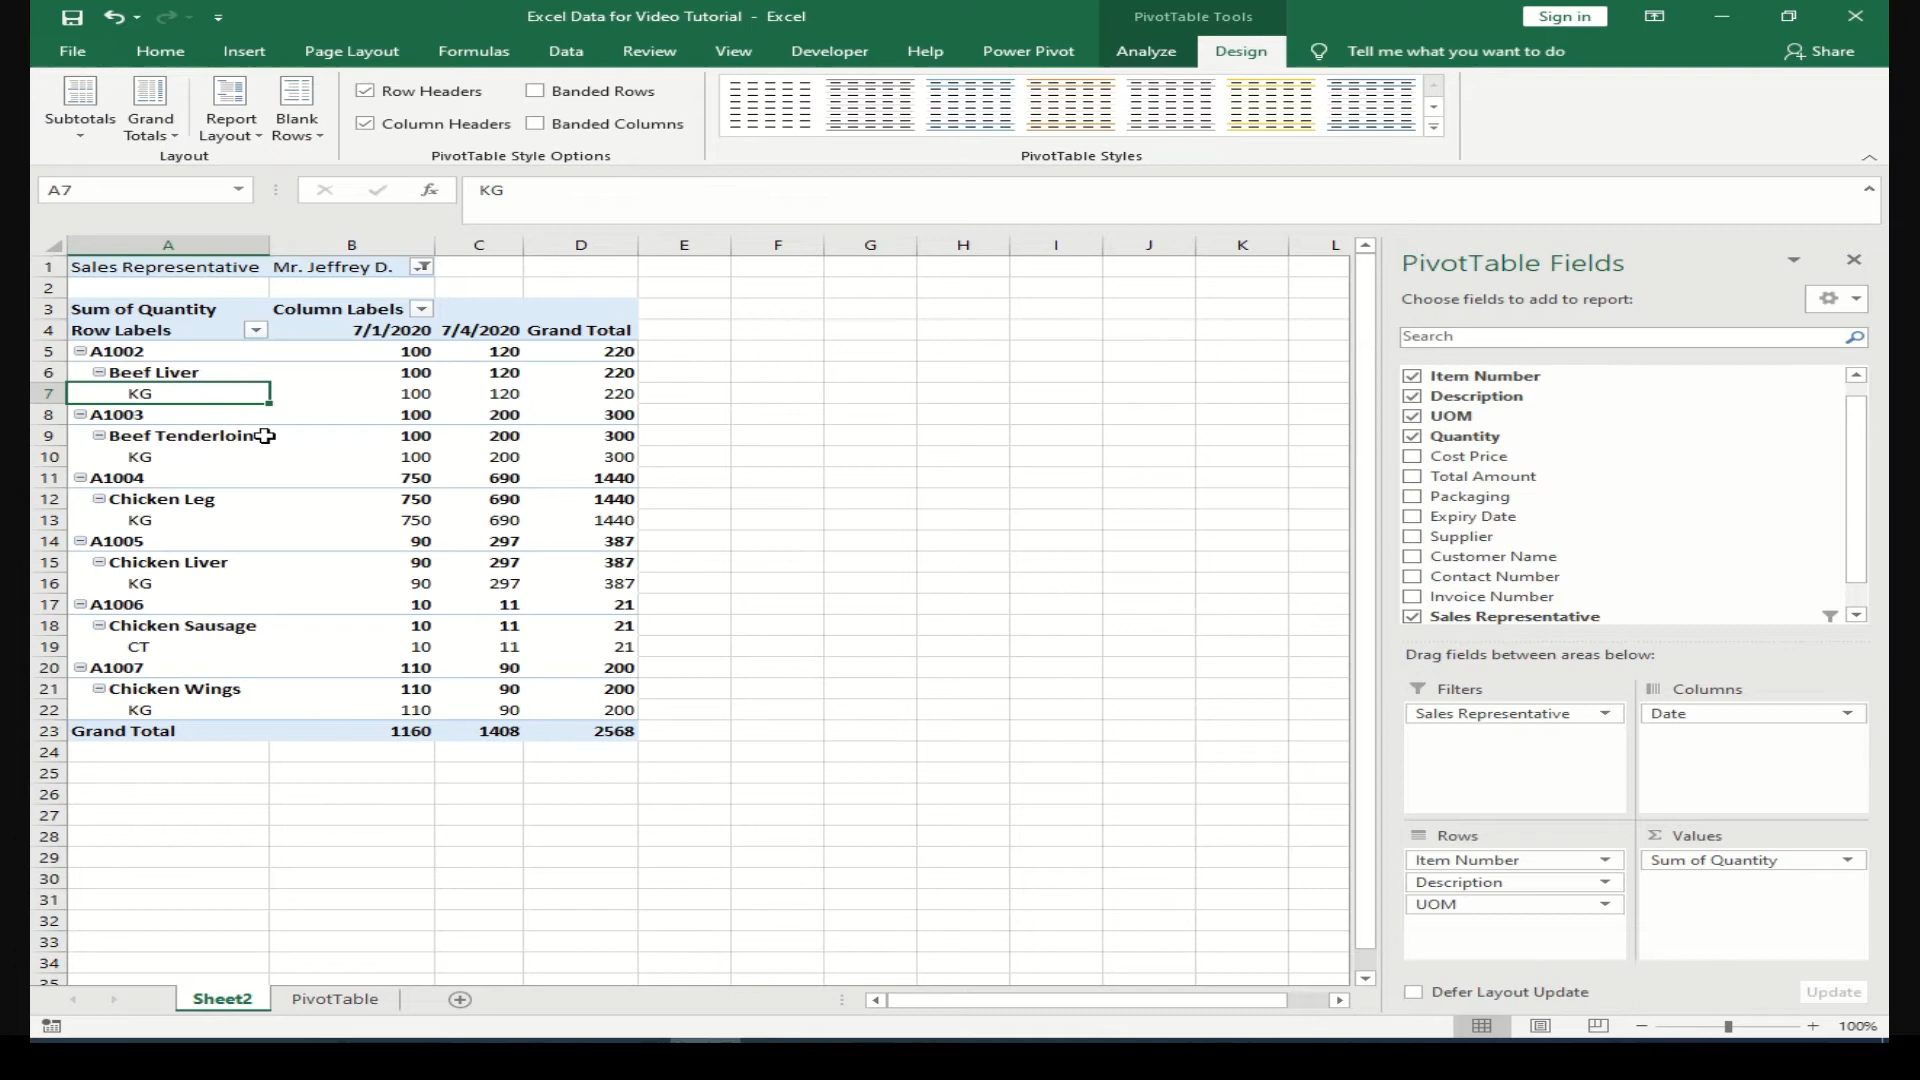 Excel Data for Video Tutorial - Excel
PivotTable Tools
Sign in
File Home Insert Page Layout Formulas Data Review View Developer Help Power Pivot Analyze Design Tell me what you want to do Share
Subtotals
Grand Totals
Report Layout
Blank Rows
Layout
Row Headers
Banded Rows
Column Headers
Banded Columns
PivotTable Style Options
PivotTable Styles
A7
fx
KG
A B C D E F G H I J K L
1 Sales Representative Mr. Jeffrey D.
2
3 Sum of Quantity Column Labels
4 Row Labels 7/1/2020 7/4/2020 Grand Total
5 A1002 100 120 220
6 Beef Liver 100 120 220
7 KG 100 120 220
8 A1003 100 200 300
9 Beef Tenderloin 100 200 300
10 KG 100 200 300
11 A1004 750 690 1440
12 Chicken Leg 750 690 1440
13 KG 750 690 1440
14 A1005 90 297 387
15 Chicken Liver 90 297 387
16 KG 90 297 387
17 A1006 10 11 21
18 Chicken Sausage 10 11 21
19 CT 10 11 21
20 A1007 110 90 200
21 Chicken Wings 110 90 200
22 KG 110 90 200
23 Grand Total 1160 1408 2568
24
25
26
27
28
29
30
31
32
33
34
35
Sheet2 PivotTable
PivotTable Fields
Choose fields to add to report:
Search
Item Number
Description
UOM
Quantity
Cost Price
Total Amount
Packaging
Expiry Date
Supplier
Customer Name
Contact Number
Invoice Number
Sales Representative
Drag fields between areas below:
Filters
Sales Representative
Columns
Date
Rows
Item Number
Description
UOM
Values
Sum of Quantity
Defer Layout Update
Update
100%